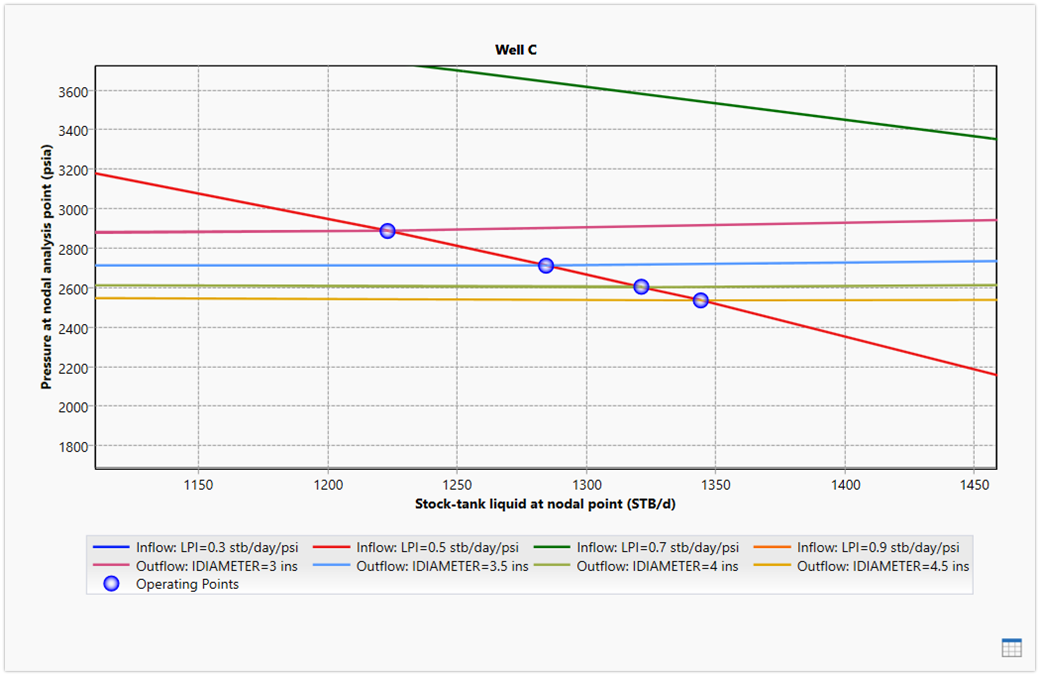 Well C
Pressure at nodal analysis point (psia)
3600
3400
3200
3000
2800
2600
2400
2200
2000
1800
1150 1200 1250 1300 1350 1400 1450
Stock-tank liquid at nodal point (STB/d)
Inflow: LPI=0.3 stb/day/psi Inflow: LPI=0.5 stb/day/psi Inflow: LPI=0.7 stb/day/psi Inflow: LPI=0.9 stb/day/psi
Outflow: IDIAMETER=3 ins Outflow: IDIAMETER=3.5 ins Outflow: IDIAMETER=4 ins Outflow: IDIAMETER=4.5 ins
Operating Points